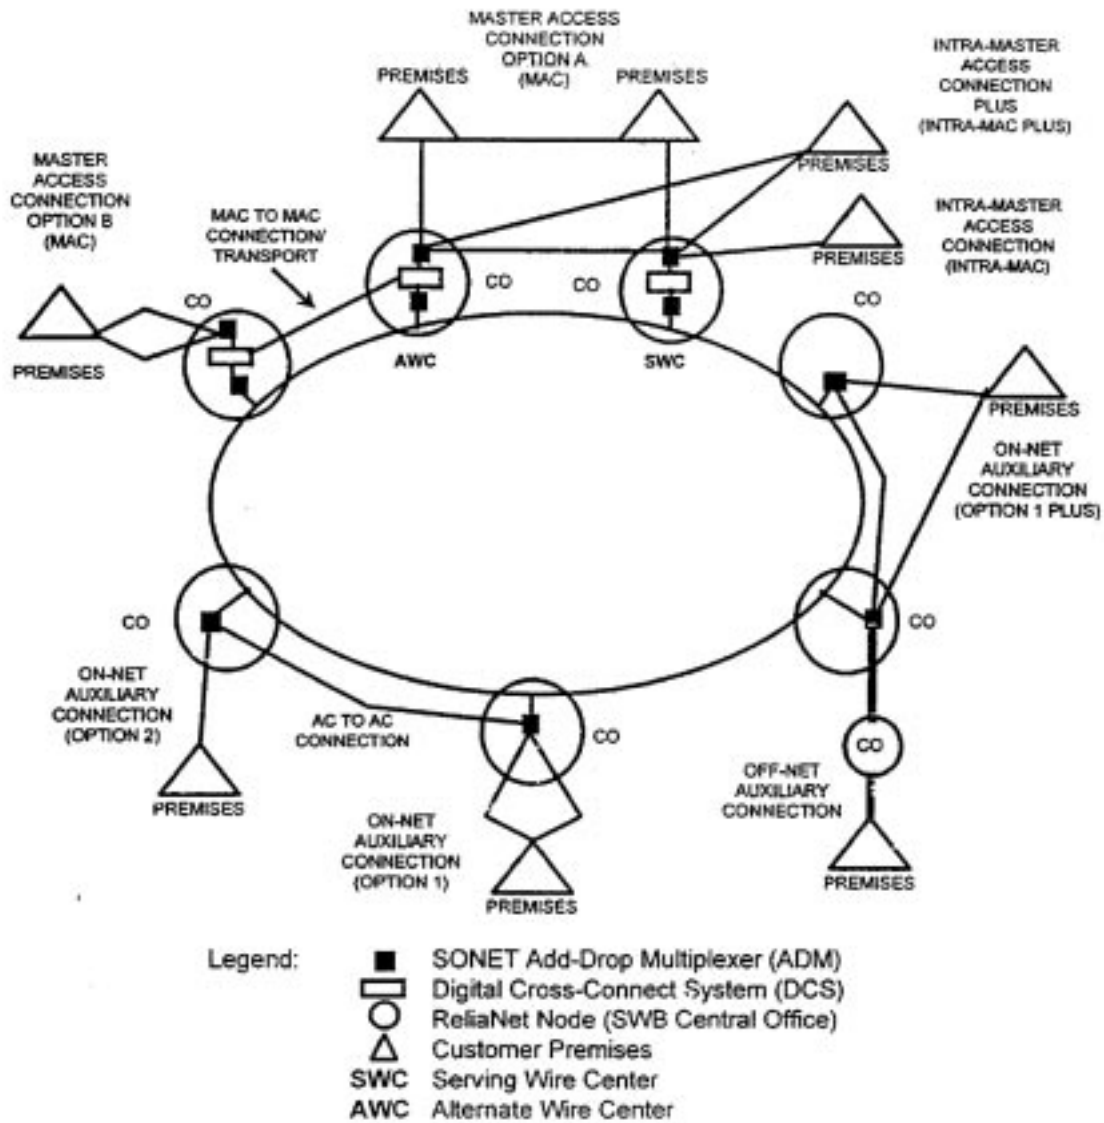 MASTER ACCESS
CONNECTION
OPTION A
(MAC)
PREMISES
PREMISES
INTRA-MASTER
ACCESS
CONNECTION
PLUS
(INTRA-MAC PLUS)
PREMISES
MASTER
ACCESS
CONNECTION
OPTION B
(MAC)
MAC TO MAC
CONNECTION/
TRANSPORT
INTRA-MASTER
ACCESS
CONNECTION
(INTRA-MAC)
PREMISES
CO
CO
CO
CO
PREMISES
AWC
SWC
PREMISES
ON-NET
AUXILIARY
CONNECTION
(OPTION 1 PLUS)
CO
CO
ON-NET
AUXILIARY
CONNECTION
(OPTION 2)
PREMISES
AC TO AC
CONNECTION
CO
ON-NET
AUXILIARY
CONNECTION
(OPTION 1)
PREMISES
CO
OFF-NET
AUXILIARY
CONNECTION
PREMISES
Legend:
SONET Add-Drop Multiplexer (ADM)
Digital Cross-Connect System (DCS)
ReliaNet Node (SWB Central Office)
Customer Premises
SWC Serving Wire Center
AWC Alternate Wire Center